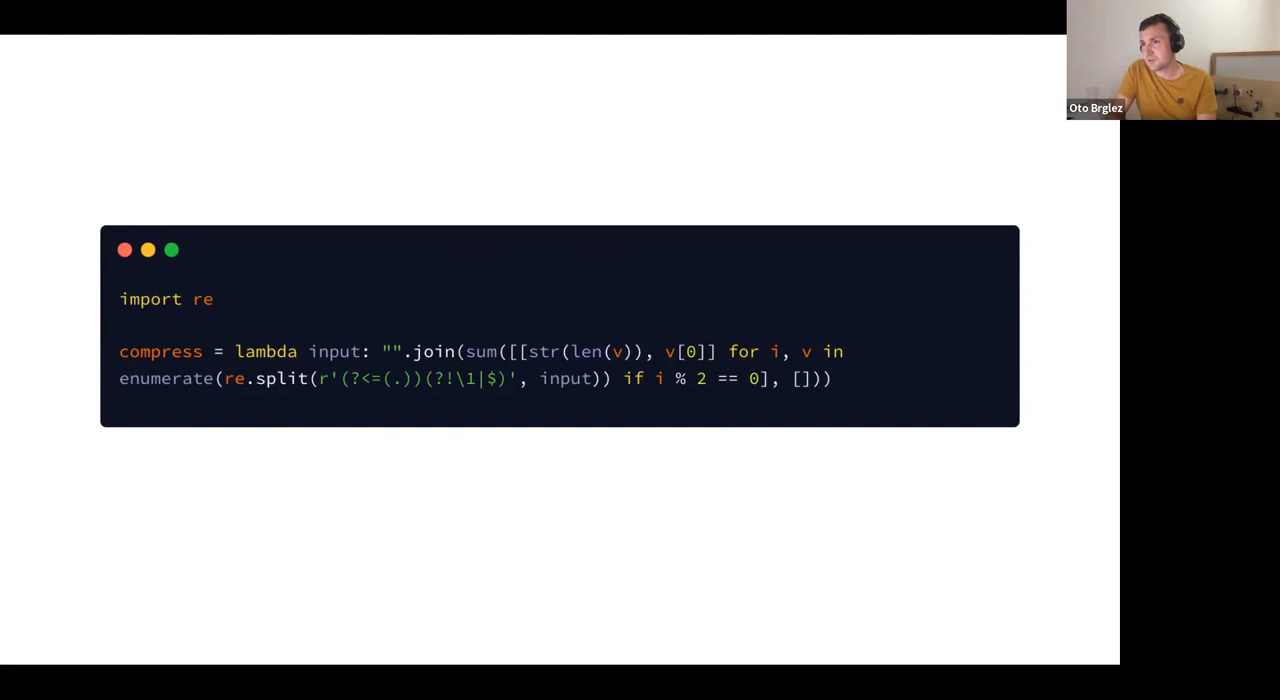 Oto Brglez
import re
compress = lambda input: "".join(sum([[str(len(v)), v[0]] for i, v in
enumerate(re.split(r'(?<=(.))(?!\1|$)', input)) if i % 2 == 0], []))